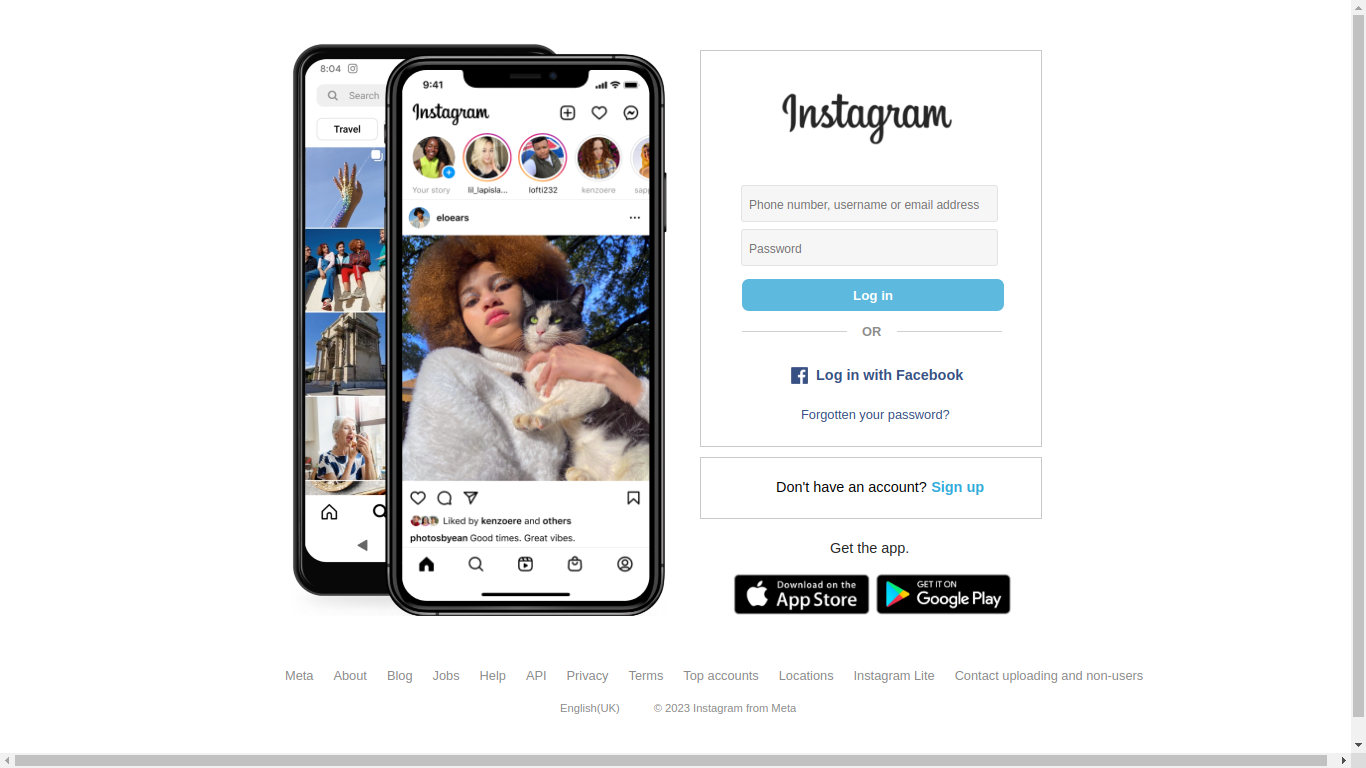 8:04
Search
Travel
9:41
Instagram
Your story
lil_lapisla...
lofti232
kenzoere
sapp
eloears
Liked by kenzoere and others
photosbyean Good times. Great vibes.
Instagram
Phone number, username or email address
Password
Log in
OR
Log in with Facebook
Forgotten your password?
Don't have an account? Sign up
Get the app.
Download on the
App Store
GET IT ON
Google Play
Meta About Blog Jobs Help API Privacy Terms Top accounts Locations Instagram Lite Contact uploading and non-users
English(UK) © 2023 Instagram from Meta